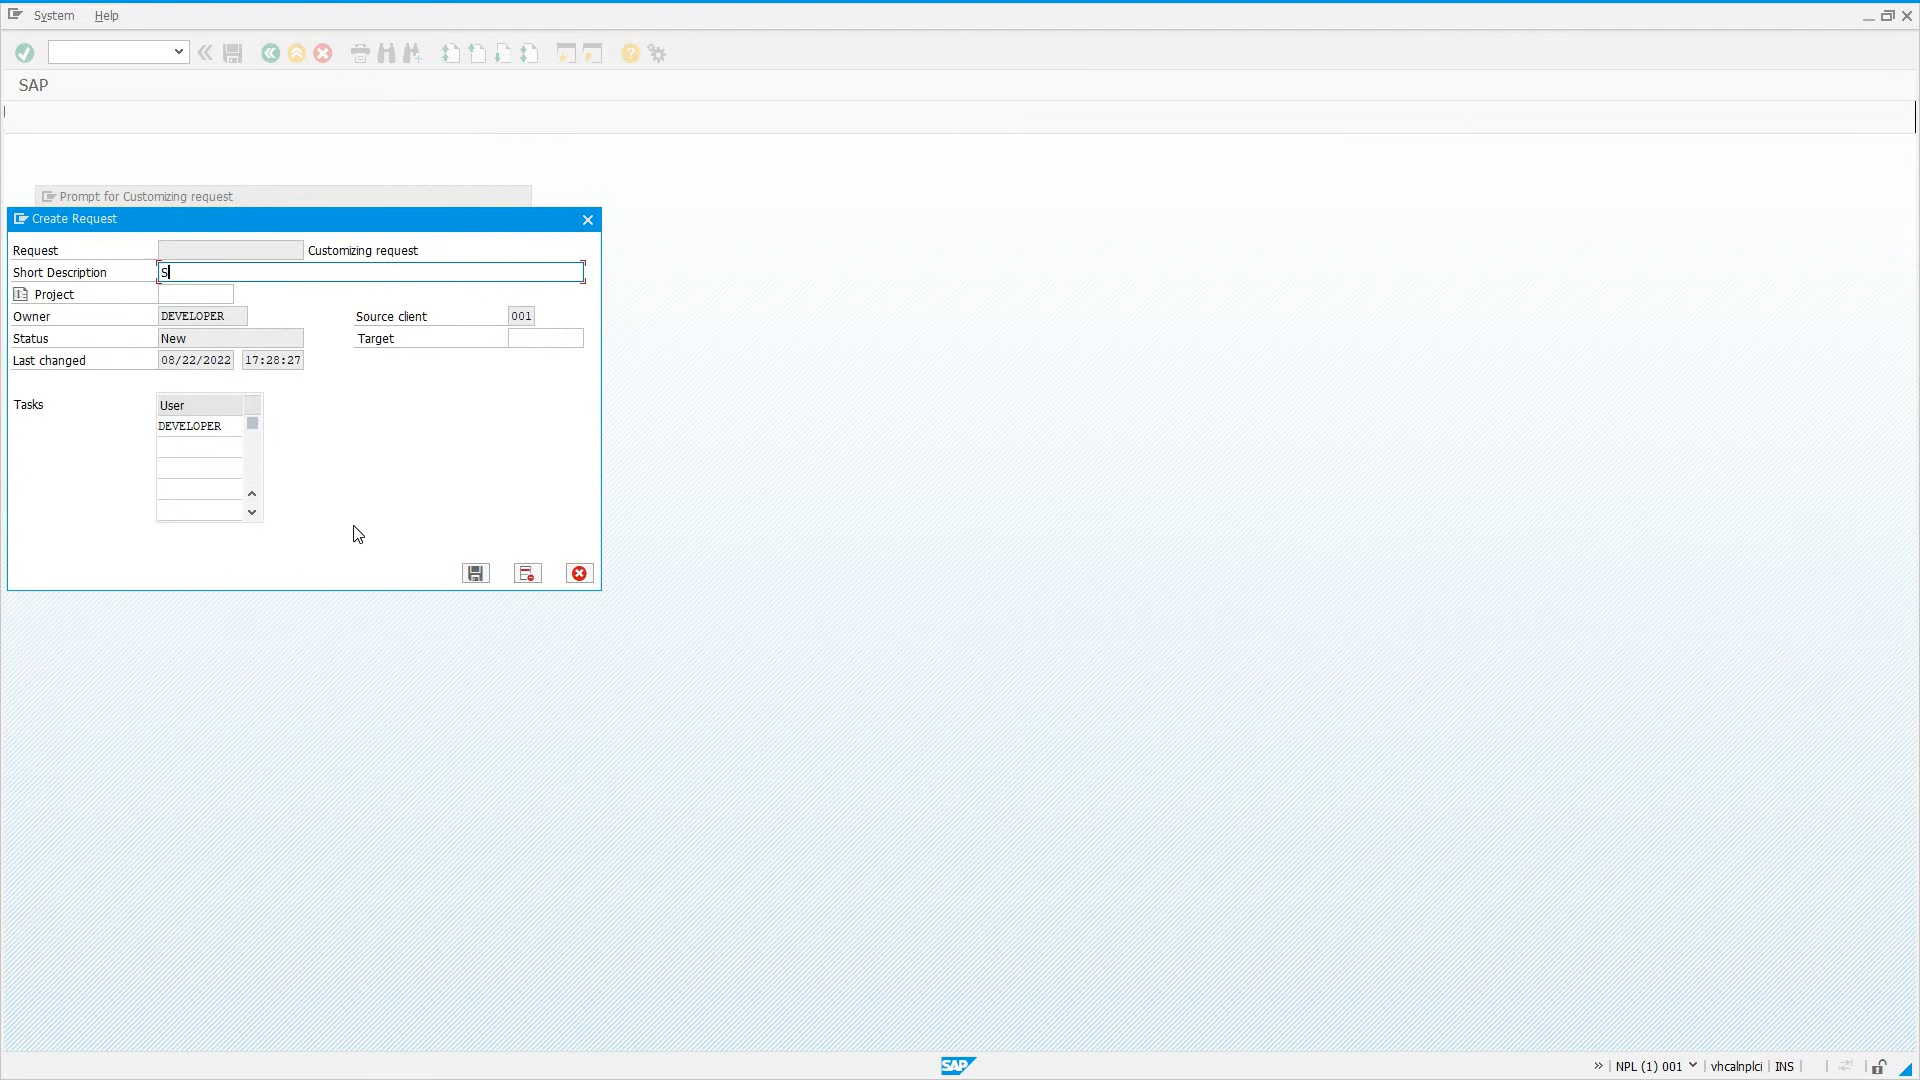 System Help
SAP
Prompt for Customizing request
Create Request
Request Customizing request
Short Description S
Project
Owner DEVELOPER Source client 001
Status New Target
Last changed 08/22/2022 17:28:27
Tasks User
DEVELOPER
SAP NPL (1) 001 vhcalnplci INS